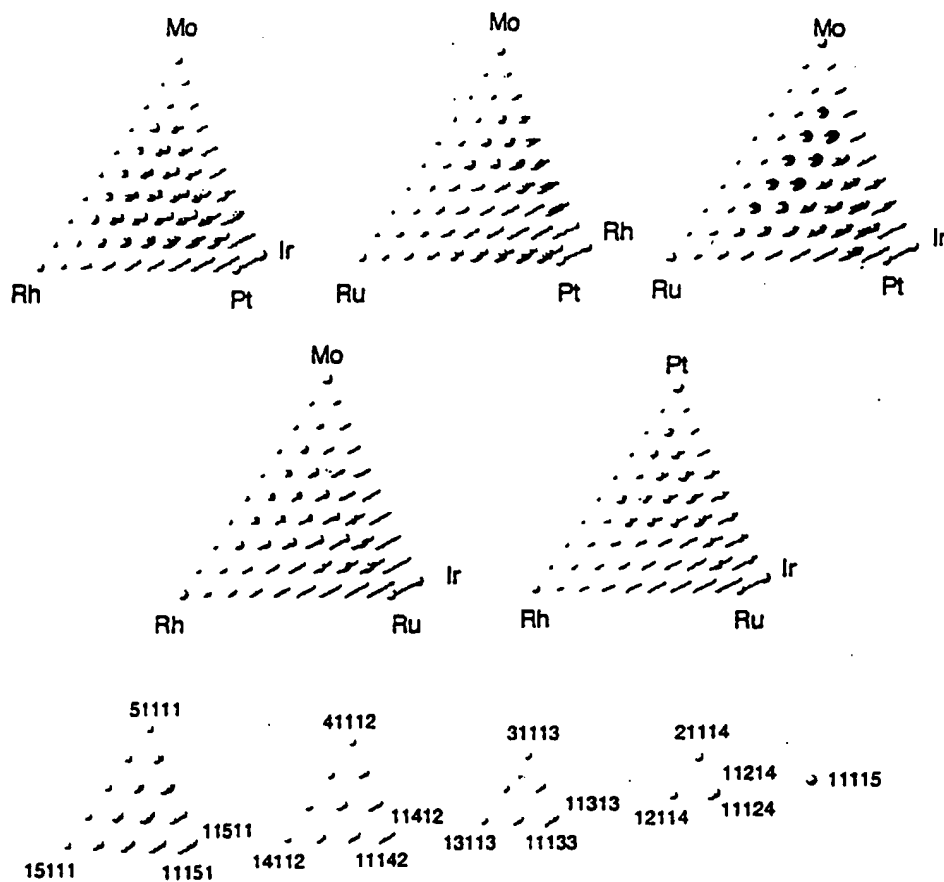 Mo Mo Mo
Ir Rh Ir
Rh Pt Ru Pt Ru Pt
Mo Pt
Ir Ir
Rh Ru Rh Ru
51111 41112 31113 21114
11214 11115
11511 11412 11313 12114 11124
15111 11151 14112 11142 13113 11133